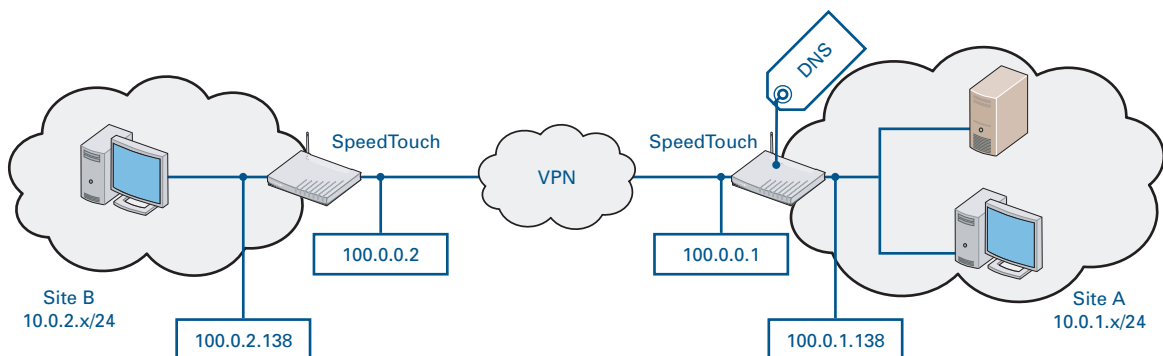 DNS
SpeedTouch
SpeedTouch
VPN
100.0.0.2
100.0.0.1
Site B
10.0.2.x/24
Site A
10.0.1.x/24
100.0.2.138
100.0.1.138